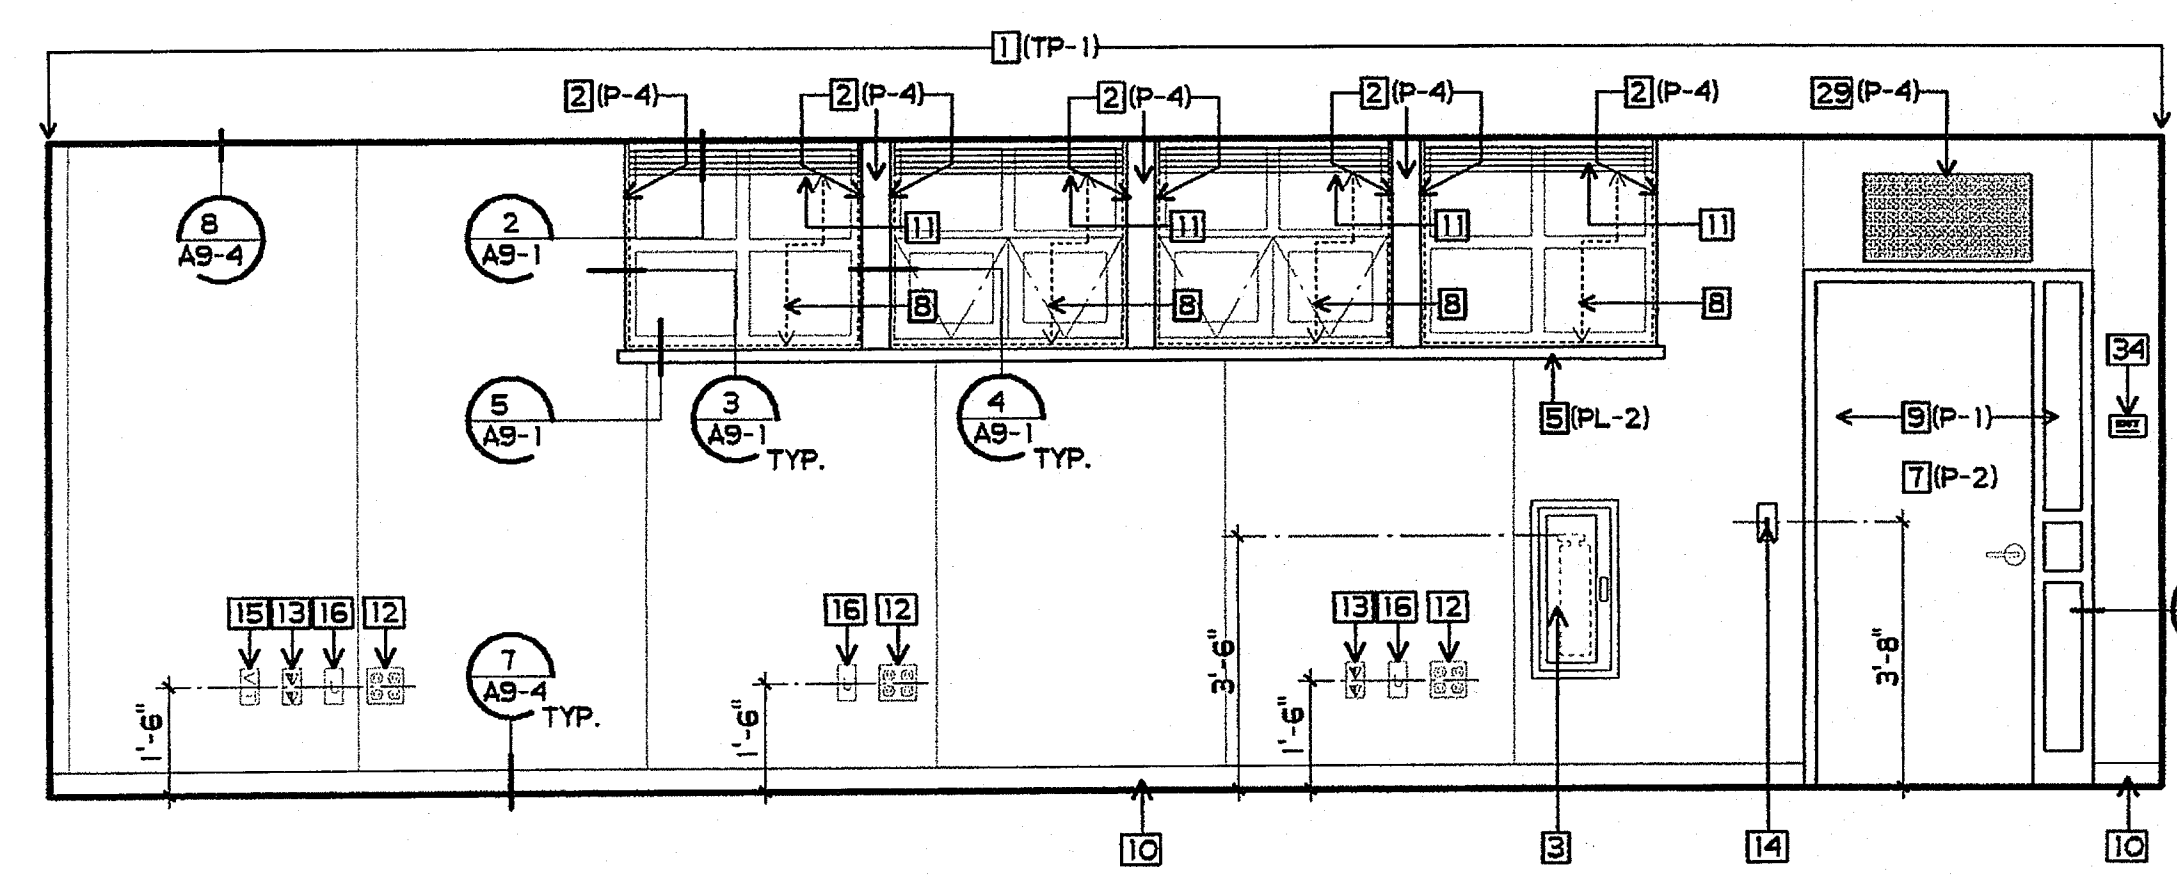 1 (TP-1)
2 (P-4) 2 (P-4) 2 (P-4) 2 (P-4) 2 (P-4) 29 (P-4)
8
A9-4
2
A9-1
11 11 11 11
8 8 8 8
34
EXIT
5
A9-1
3
A9-1
TYP.
4
A9-1
TYP.
5 (PL-2)
9 (P-1)
7 (P-2)
15 13 16 12
16 12
13 16 12
7
A9-4
TYP.
1'-6"
1'-6"
3'-6"
1'-6"
3'-8"
10 3 14 10